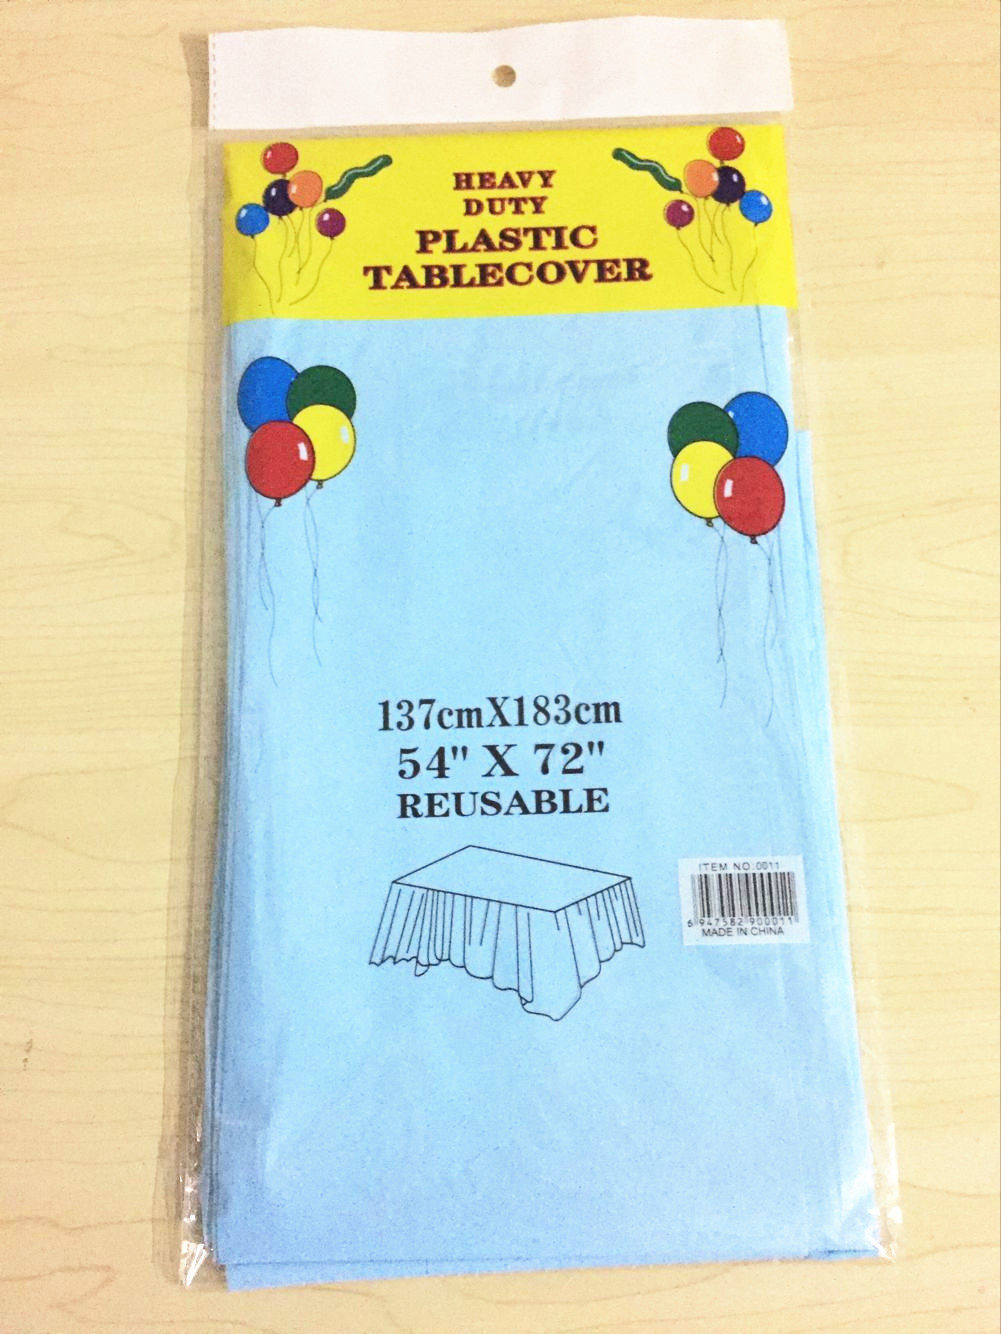 HEAVY
DUTY
PLASTIC
TABLECOVER
137cmX183cm
54" X 72"
REUSABLE
ITEM NO:0011
6 947582 900011
MADE IN CHINA